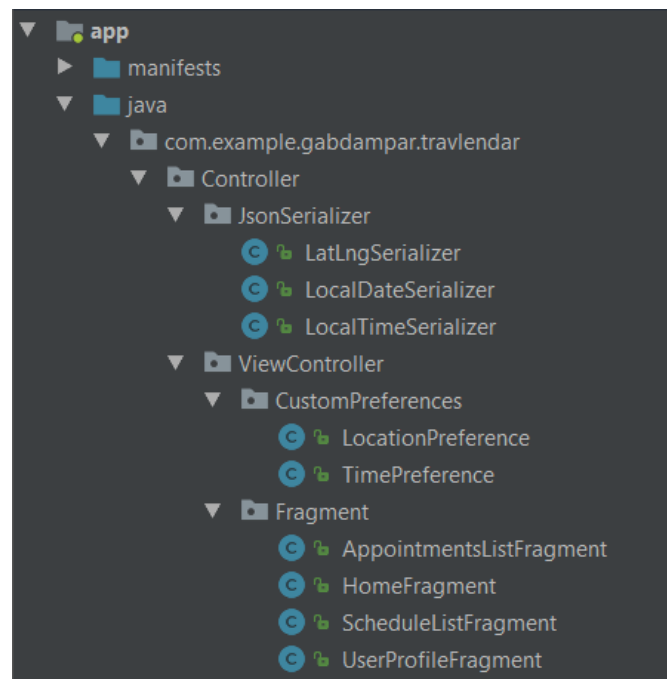 app
manifests
java
com.example.gabdampar.travlendar
Controller
JsonSerializer
C LatLngSerializer
C LocalDateSerializer
C LocalTimeSerializer
ViewController
CustomPreferences
C LocationPreference
C TimePreference
Fragment
C AppointmentsListFragment
C HomeFragment
C ScheduleListFragment
C UserProfileFragment